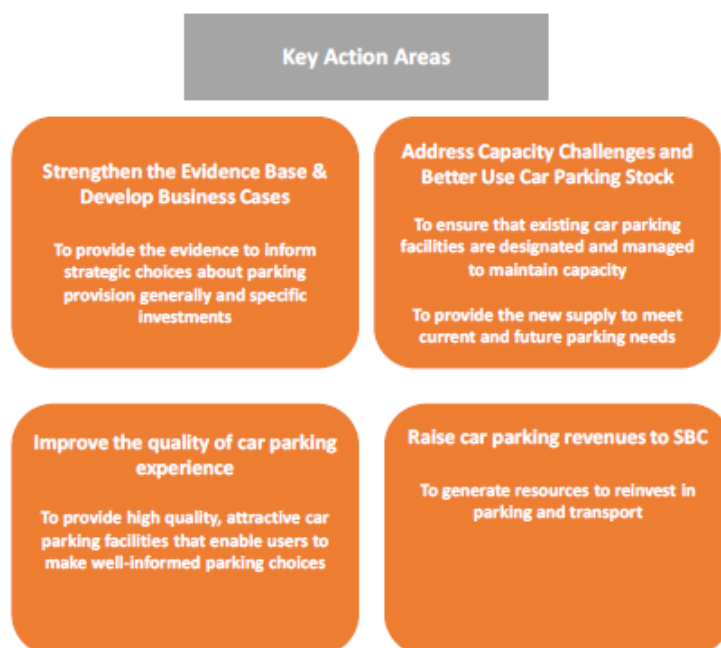 Key Action Areas
Strengthen the Evidence Base &
Develop Business Cases
To provide the evidence to inform
strategic choices about parking
provision generally and specific
investments
Address Capacity Challenges and
Better Use Car Parking Stock
To ensure that existing car parking
facilities are designated and managed
to maintain capacity
To provide the new supply to meet
current and future parking needs
Improve the quality of car parking
experience
To provide high quality, attractive car
parking facilities that enable users to
make well-informed parking choices
Raise car parking revenues to SBC
To generate resources to reinvest in
parking and transport